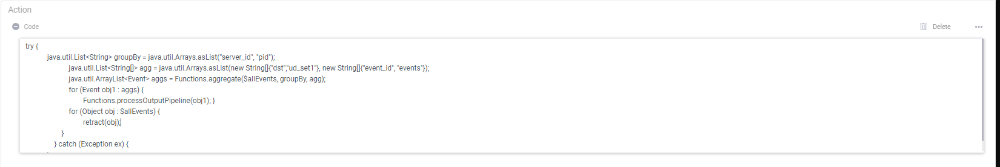 Action
Code
Delete
try {
java.util.List<String> groupBy = java.util.Arrays.asList("server_id", "pid");
java.util.List<String[]> agg = java.util.Arrays.asList(new String[]{"dst","ud_set1"}, new String[]{"event_id", "events"});
java.util.ArrayList<Event> aggs = Functions.aggregate($allEvents, groupBy, agg);
for (Event obj1 : aggs) {
Functions.processOutputPipeline(obj1); }
for (Object obj : $allEvents) {
retract(obj);
}
} catch (Exception ex) {